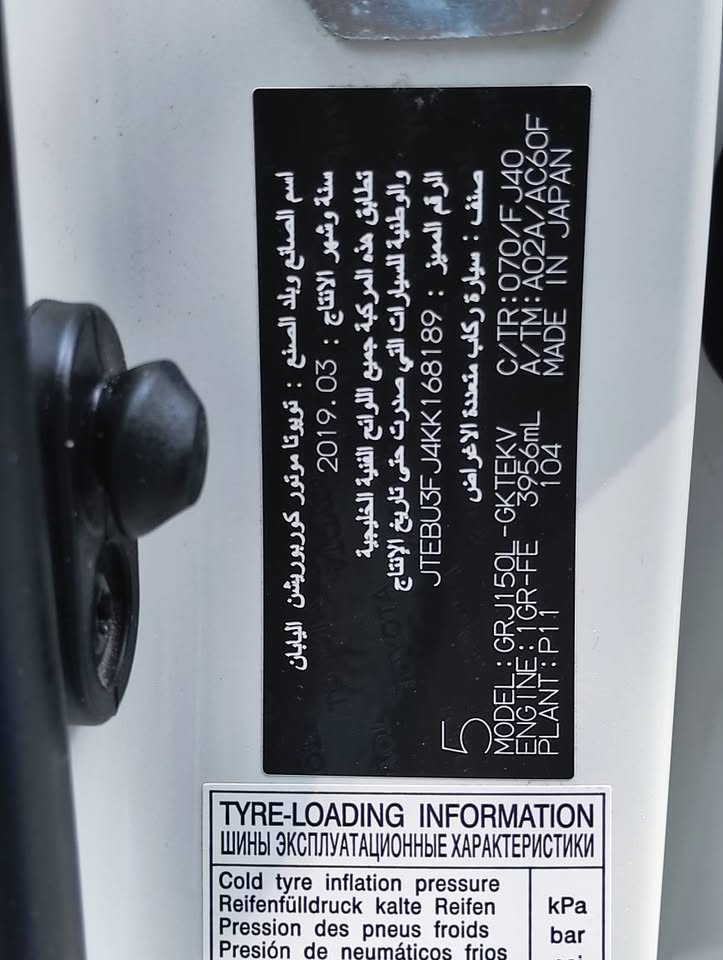 اسم الصانع وبلد الصنع : تويوتا موتور كوربوريشن اليابان
سنة وشهر الانتاج : 2019.03
تطابق هذه المركبة جميع اللوائح الفنية الخليجية
والوطنية للسيارات التي صدرت حتى تاريخ الإنتاج
الرقم المميز : JTEBU3FJ4KK168189
صنف : سيارة ركاب متعددة الاغراض
5
MODEL:GRJ150L-GKTEKV C/TR:070/FJ40
ENGINE:1GR-FE 3956mL A/TM:A02A/AC60F
PLANT:P11 104 MADE IN JAPAN
TYRE-LOADING INFORMATION
ШИНЫ ЭКСПЛУАТАЦИОННЫЕ ХАРАКТЕРИСТИКИ
Cold tyre inflation pressure
Reifenfülldruck kalte Reifen kPa
Pression des pneus froids bar
Presión de neumáticos frios